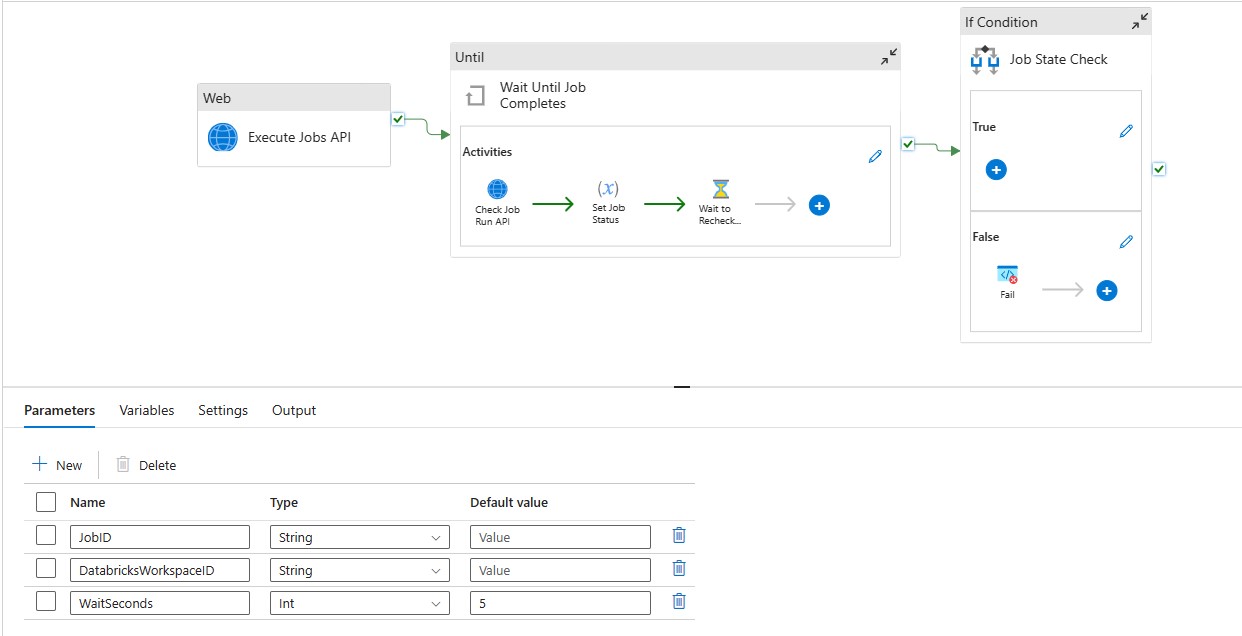 Web
Execute Jobs API
Until
Wait Until Job
Completes
Activities
Check Job
Run API
(x)
Set Job
Status
Wait to
Recheck...
If Condition
Job State Check
True
False
Fail
Parameters Variables Settings Output
New Delete
Name Type Default value
JobID String Value
DatabricksWorkspaceID String Value
WaitSeconds Int 5